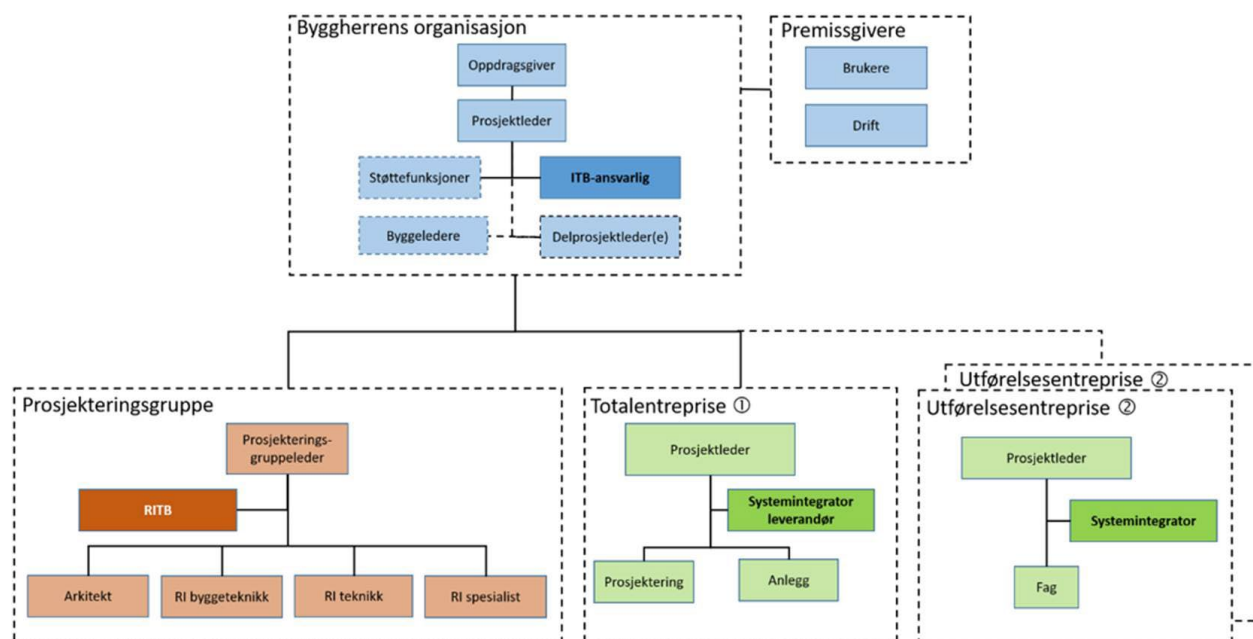 Byggherrens organisasjon
Oppdragsgiver
Prosjektleder
Støttefunksjoner
ITB-ansvarlig
Byggeledere
Delprosjektleder(e)
Premissgivere
Brukere
Drift
Prosjekteringsgruppe
Prosjekterings-
gruppeleder
RITB
Arkitekt
RI byggeteknikk
RI teknikk
RI spesialist
Totalentreprise ①
Prosjektleder
Systemintegrator
leverandør
Prosjektering
Anlegg
Utførelsesentreprise ②
Utførelsesentreprise ②
Prosjektleder
Systemintegrator
Fag